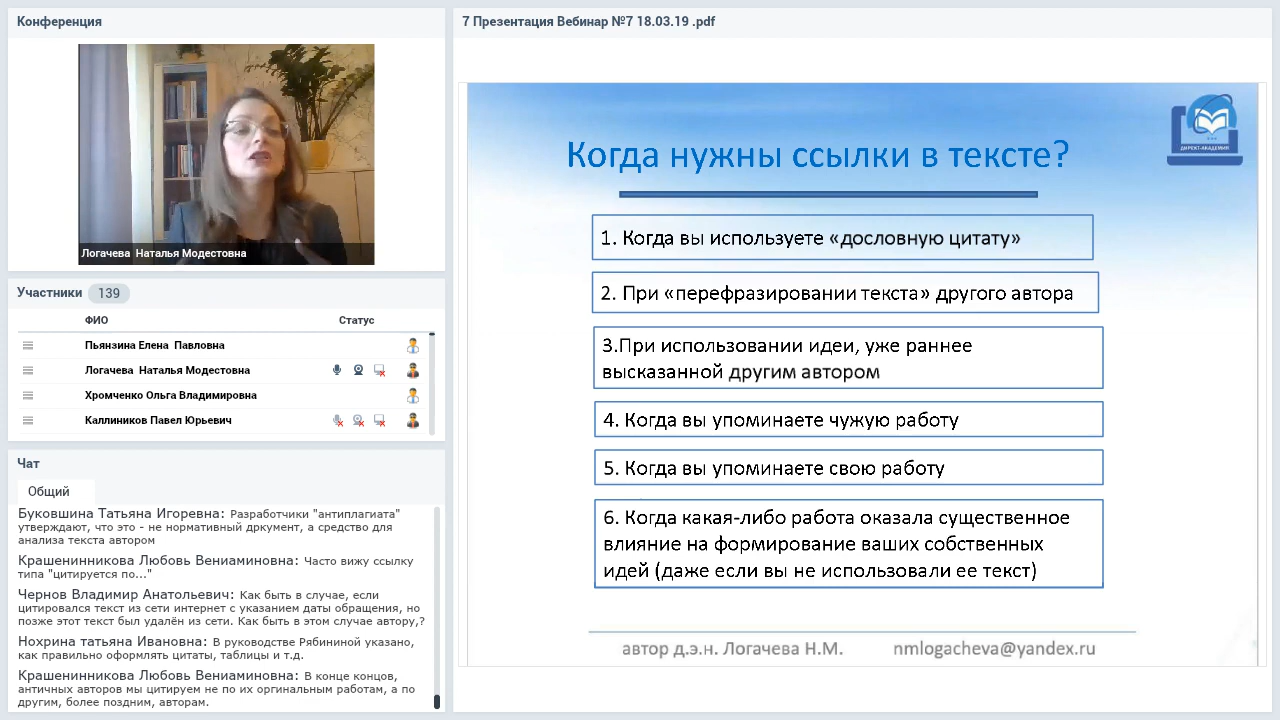 Конференция
Логачева  Наталья Модестовна
Участники 139
ФИО Статус
Пьянзина Елена  Павловна
Логачева  Наталья Модестовна
Хромченко Ольга Владимировна
Каллиников Павел Юрьевич
Чат
Общий
Буковшина Татьяна Игоревна: Разработчики "антиплагиата"
утверждают, что это - не нормативный дркумент, а средство для
анализа текста автором
Крашенинникова Любовь Вениаминовна: Часто вижу ссылку
типа "цитируется по..."
Чернов Владимир Анатольевич: Как быть в случае, если
цитировался текст из сети интернет с указанием даты обращения, но
позже этот текст был удалён из сети. Как быть в этом случае автору,?
Нохрина татьяна Ивановна: В руководстве Рябининой указано,
как правильно оформлять цитаты, таблицы и т.д.
Крашенинникова Любовь Вениаминовна: В конце концов,
античных авторов мы цитируем не по их оргинальным работам, а по
другим, более поздним, авторам.
7 Презентация Вебинар №7 18.03.19 .pdf
ДИРЕКТ-АКАДЕМИЯ
Когда нужны ссылки в тексте?
1. Когда вы используете «дословную цитату»
2. При «перефразировании текста» другого автора
3.При использовании идеи, уже раннее
высказанной другим автором
4. Когда вы упоминаете чужую работу
5. Когда вы упоминаете свою работу
6. Когда какая-либо работа оказала существенное
влияние на формирование ваших собственных
идей (даже если вы не использовали ее текст)
автор д.э.н. Логачева Н.М. nmlogacheva@yandex.ru